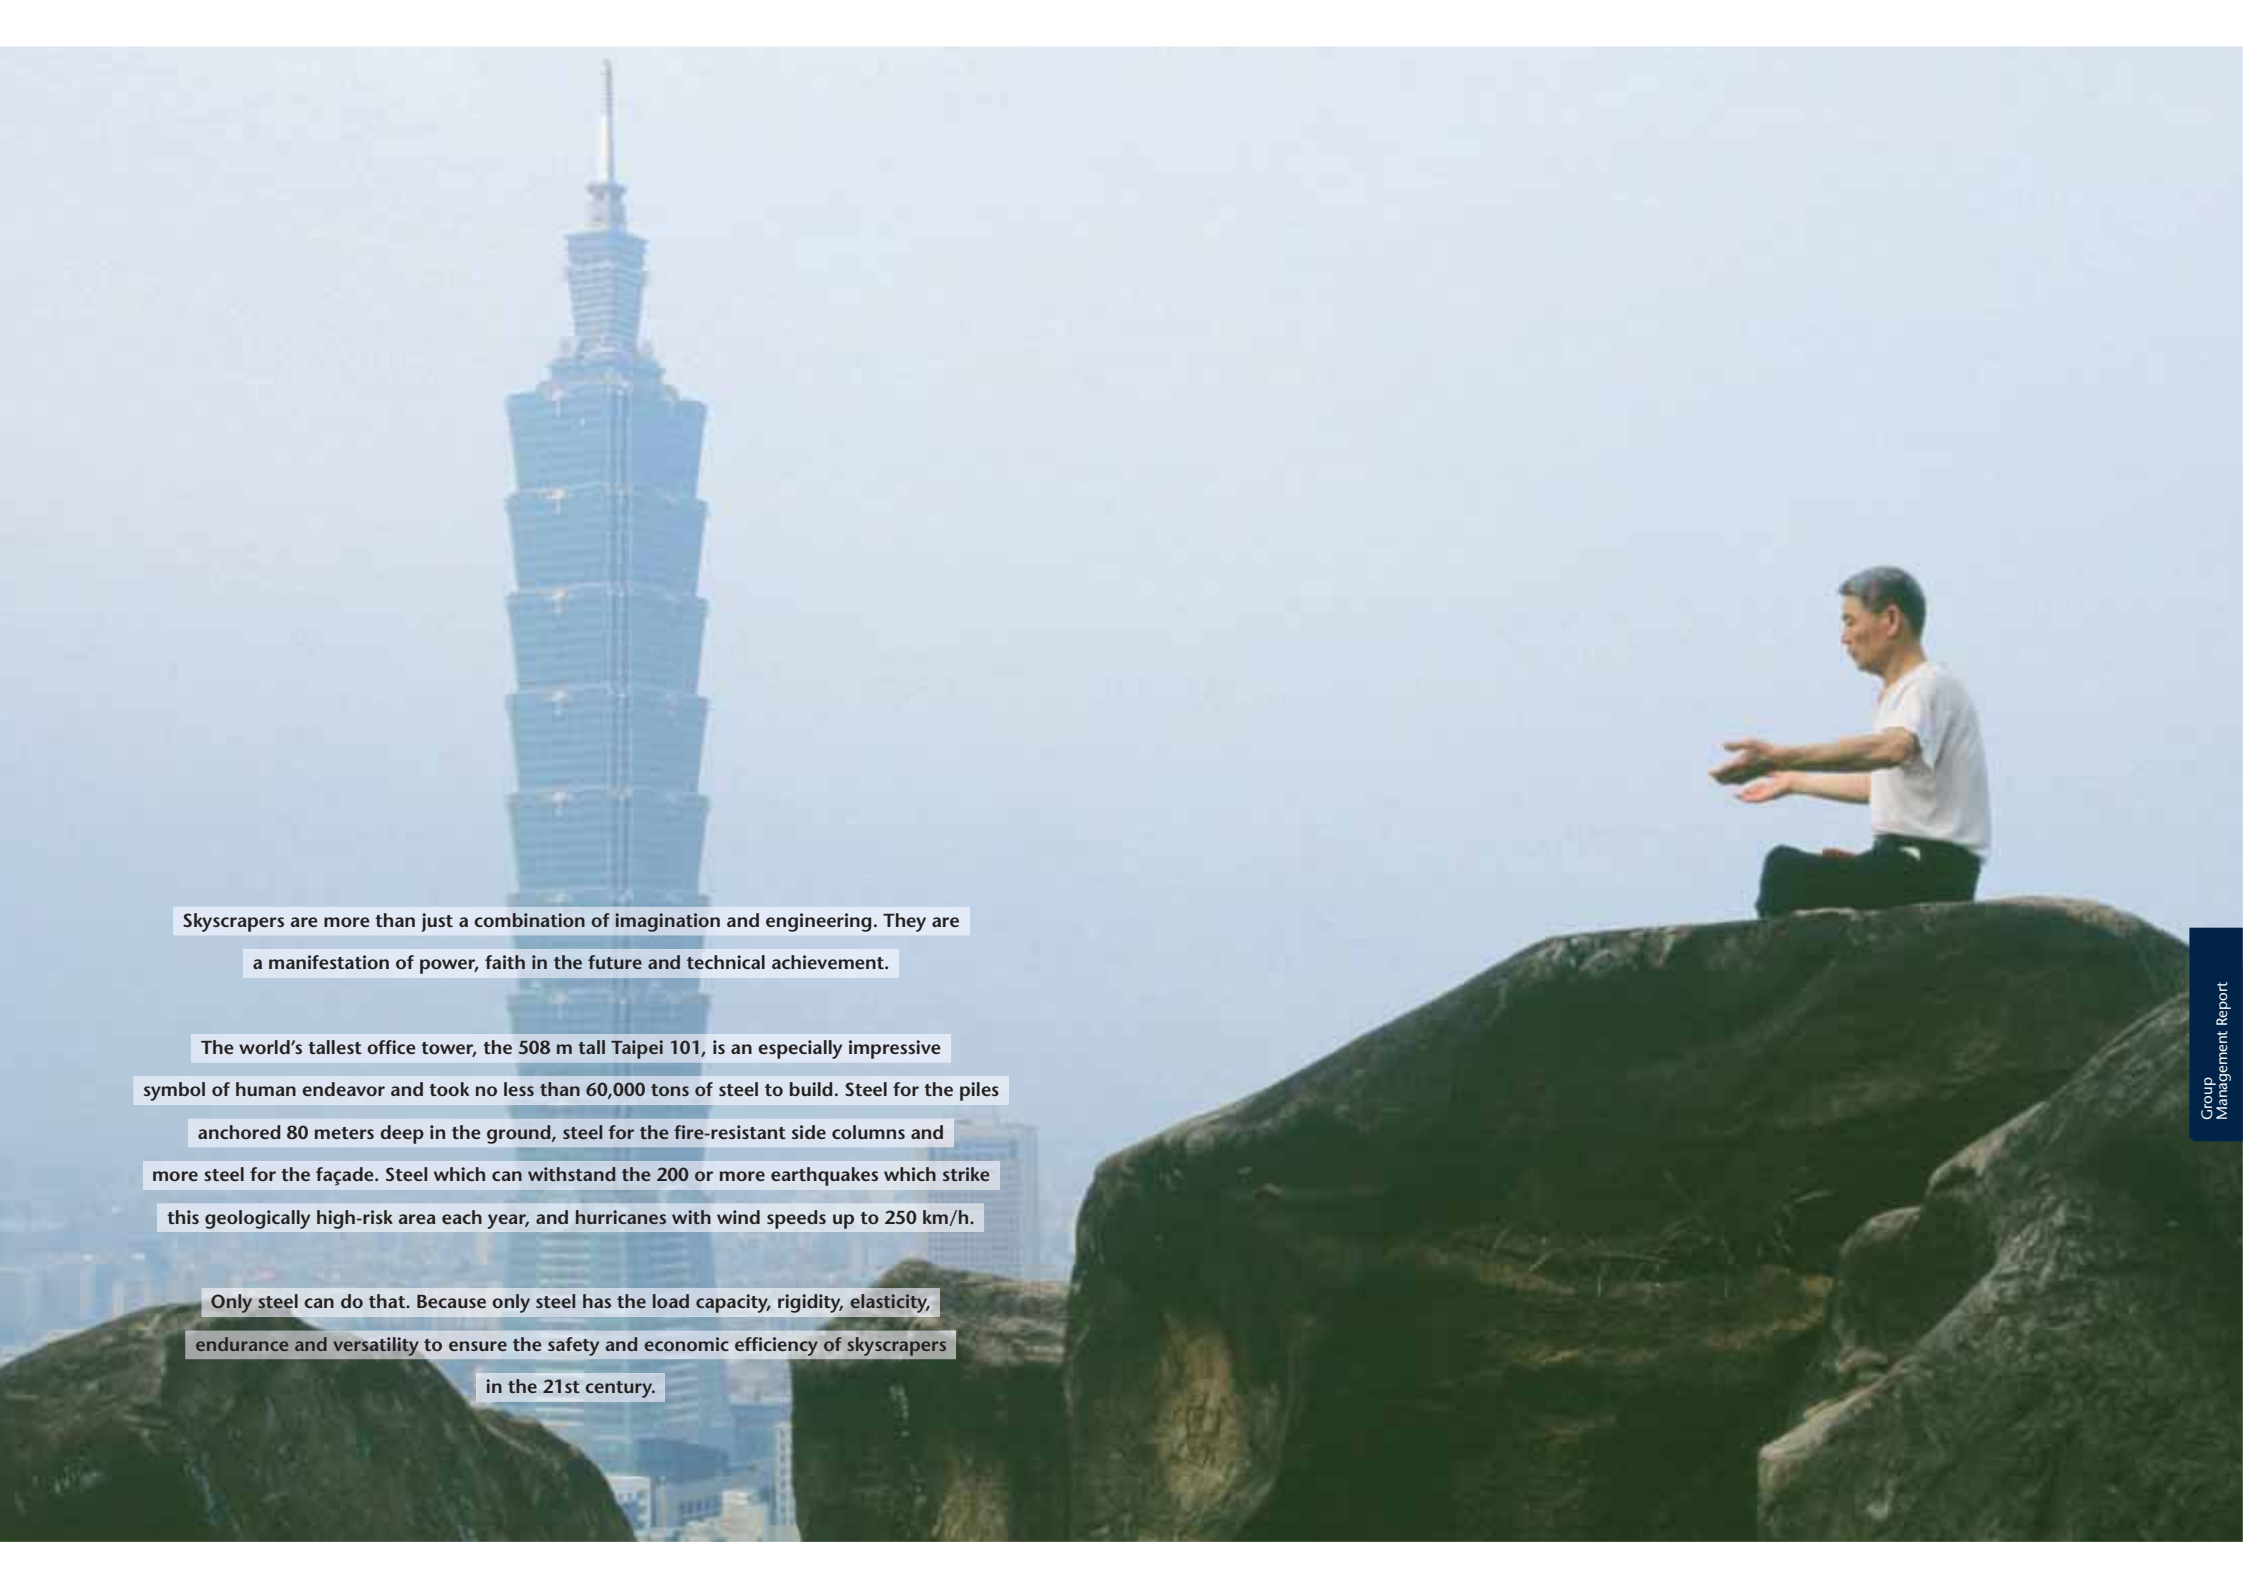 Skyscrapers are more than just a combination of imagination and engineering. They are
a manifestation of power, faith in the future and technical achievement.
The world’s tallest office tower, the 508 m tall Taipei 101, is an especially impressive
symbol of human endeavor and took no less than 60,000 tons of steel to build. Steel for the piles
anchored 80 meters deep in the ground, steel for the fire-resistant side columns and
more steel for the façade. Steel which can withstand the 200 or more earthquakes which strike
this geologically high-risk area each year, and hurricanes with wind speeds up to 250 km/h.
Only steel can do that. Because only steel has the load capacity, rigidity, elasticity,
endurance and versatility to ensure the safety and economic efficiency of skyscrapers
in the 21st century.
Group
Management Report